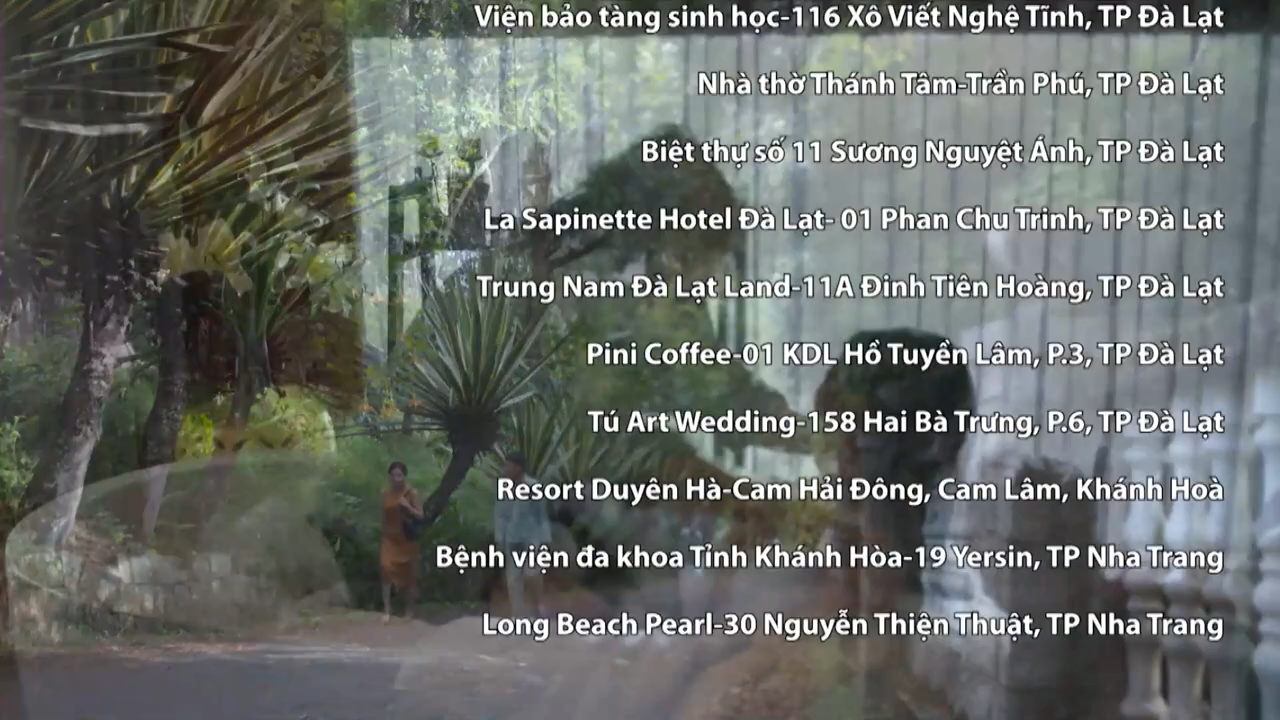 Viện bảo tàng sinh học-116 Xô Viết Nghệ Tĩnh, TP Đà Lạt
Nhà thờ Thánh Tâm-Trần Phú, TP Đà Lạt
Biệt thự số 11 Sương Nguyệt Ánh, TP Đà Lạt
La Sapinette Hotel Đà Lạt- 01 Phan Chu Trinh, TP Đà Lạt
Trung Nam Đà Lạt Land-11A Đinh Tiên Hoàng, TP Đà Lạt
Pini Coffee-01 KDL Hồ Tuyền Lâm, P.3, TP Đà Lạt
Tú Art Wedding-158 Hai Bà Trưng, P.6, TP Đà Lạt
Resort Duyên Hà-Cam Hải Đông, Cam Lâm, Khánh Hoà
Bệnh viện đa khoa Tỉnh Khánh Hòa-19 Yersin, TP Nha Trang
Long Beach Pearl-30 Nguyễn Thiện Thuật, TP Nha Trang